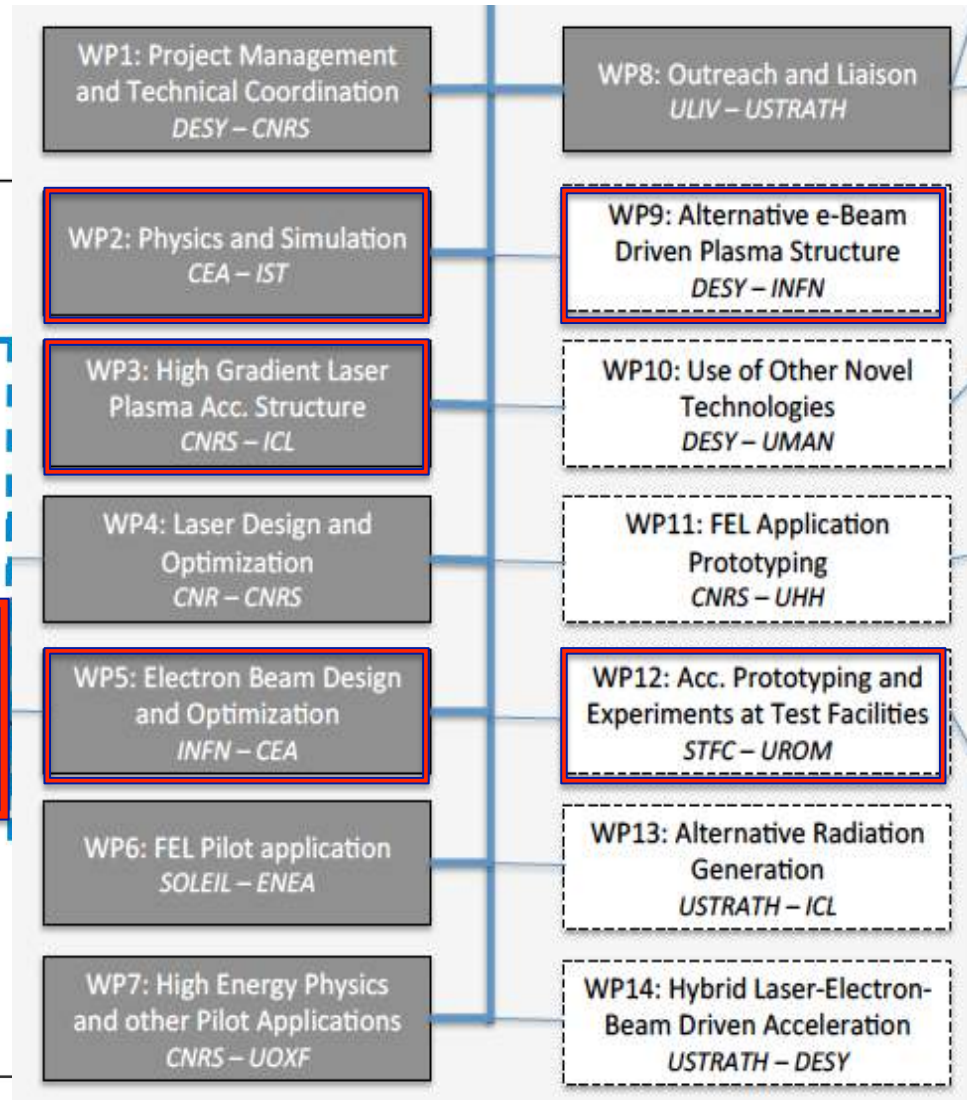 WP1: Project Management
and Technical Coordination
DESY – CNRS
WP2: Physics and Simulation
CEA – IST
WP3: High Gradient Laser
Plasma Acc. Structure
CNRS – ICL
WP4: Laser Design and
Optimization
CNR – CNRS
WP5: Electron Beam Design
and Optimization
INFN – CEA
WP6: FEL Pilot application
SOLEIL – ENEA
WP7: High Energy Physics
and other Pilot Applications
CNRS – UOXF
WP8: Outreach and Liaison
ULIV – USTRATH
WP9: Alternative e-Beam
Driven Plasma Structure
DESY – INFN
WP10: Use of Other Novel
Technologies
DESY – UMAN
WP11: FEL Application
Prototyping
CNRS – UHH
WP12: Acc. Prototyping and
Experiments at Test Facilities
STFC – UROM
WP13: Alternative Radiation
Generation
USTRATH – ICL
WP14: Hybrid Laser-Electron-
Beam Driven Acceleration
USTRATH – DESY